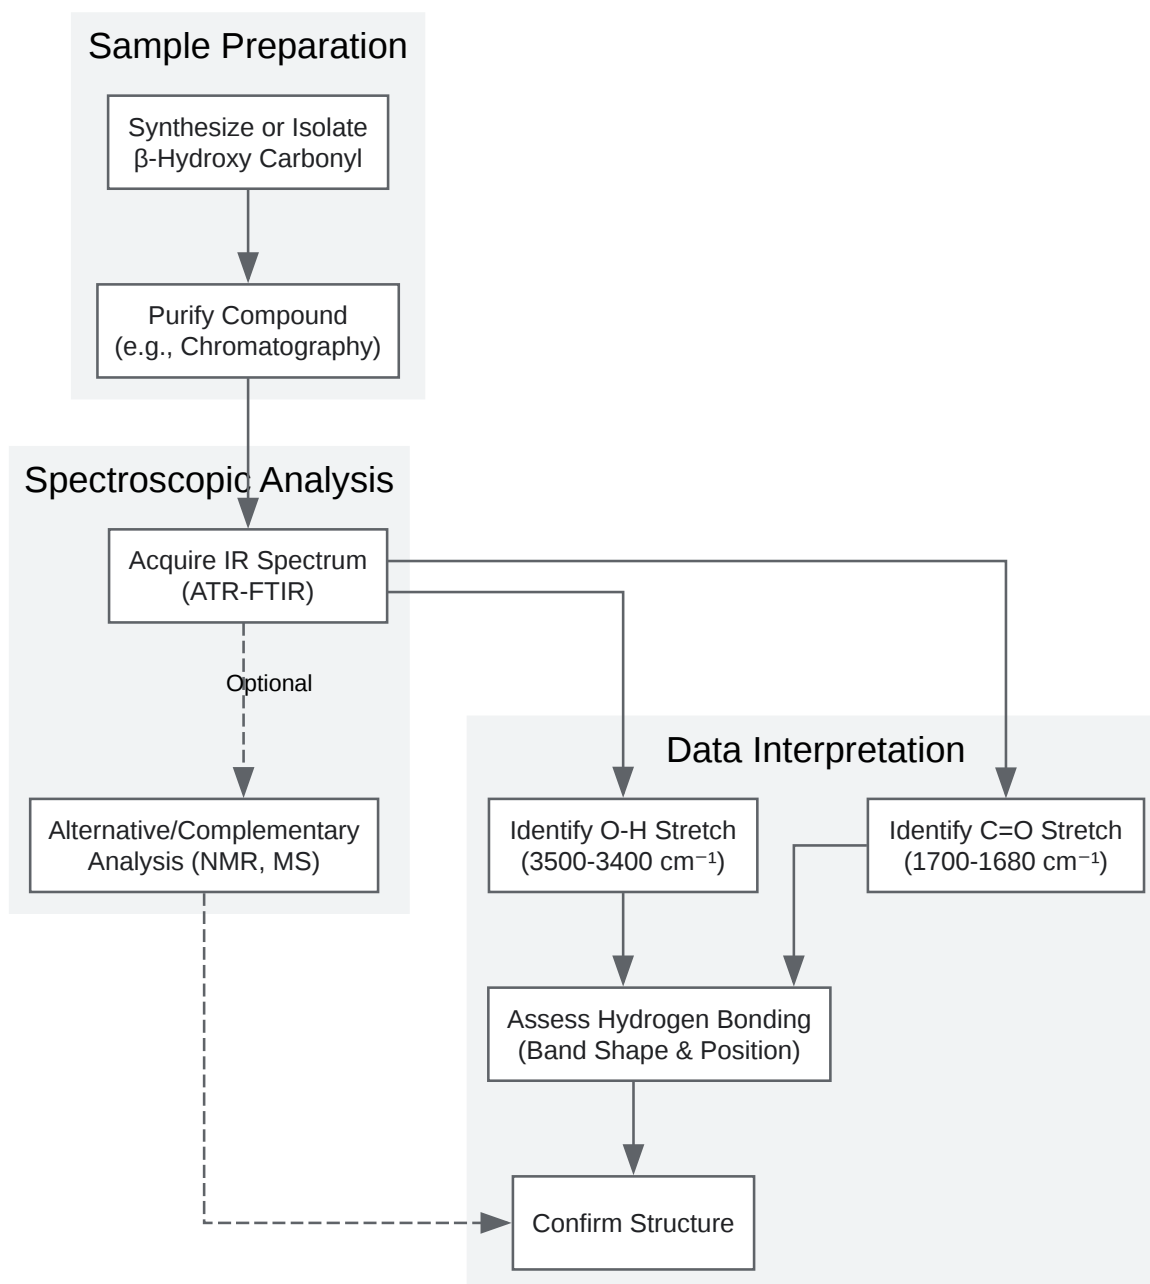 Sample Preparation
Synthesize or Isolate
β-Hydroxy Carbonyl
Purify Compound
(e.g., Chromatography)
Spectroscopic Analysis
Acquire IR Spectrum
(ATR-FTIR)
Optional
Alternative/Complementary
Analysis (NMR, MS)
Data Interpretation
Identify O-H Stretch
(3500-3400 cm⁻¹)
Identify C=O Stretch
(1700-1680 cm⁻¹)
Assess Hydrogen Bonding
(Band Shape & Position)
Confirm Structure